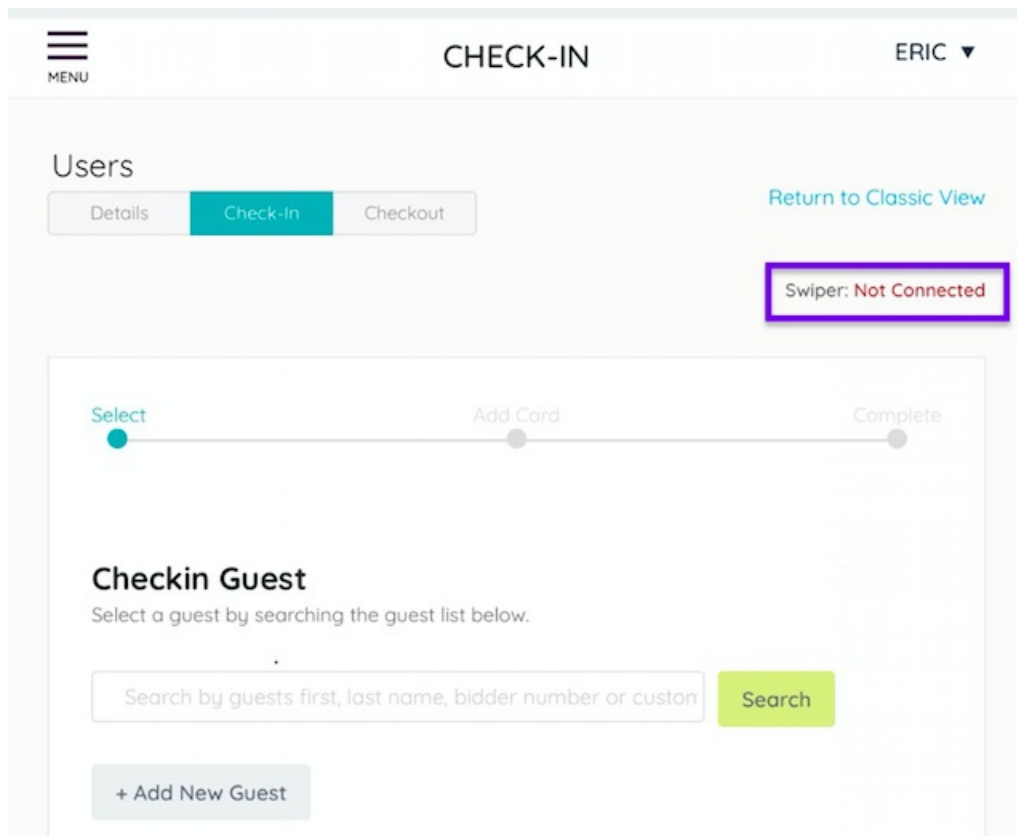 MENU
CHECK-IN
ERIC ▼
Users
Details Check-In Checkout
Return to Classic View
Swiper: Not Connected
Select Add Card Complete
Checkin Guest
Select a guest by searching the guest list below.
Search by guests first, last name, bidder number or custom
Search
+ Add New Guest